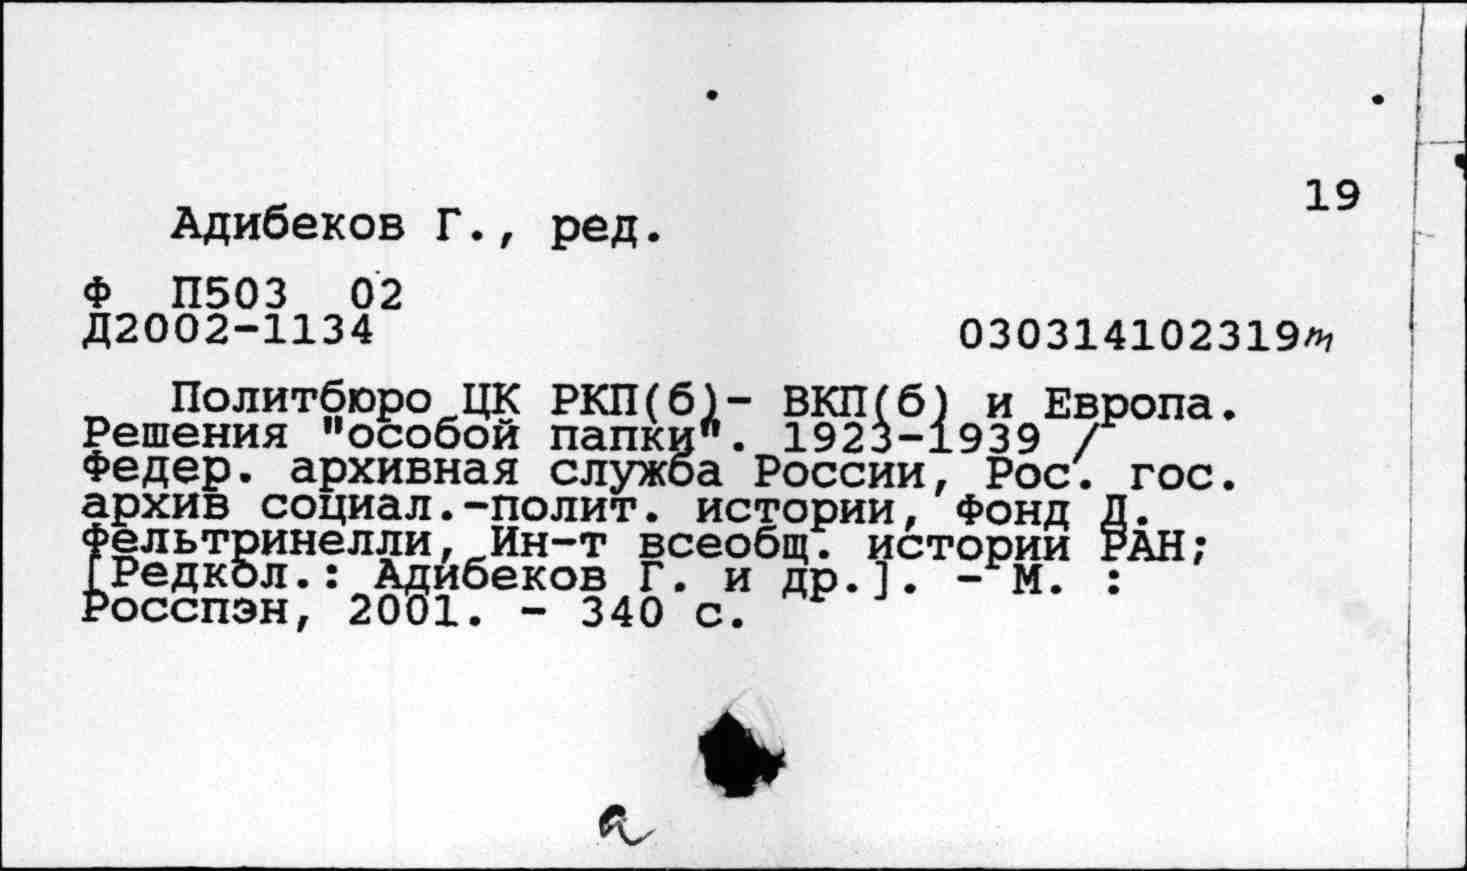 19
Адибеков Г., ред.
Ф П503 02
Д2002-1134
030314102319
Политбюро ЦК РКП(б)- ВКП(б) и Европа.
Решения "особой папки". 1923-1939 /
Федер. архивная служба России, Рос. гос.
архив социал.-полит. истории, Фонд Д.
Фельтринелли, Ин-т всеобщ. истории РАН;
[Редкол.: Адибеков Г. и др.]. - М. :
Росспэн, 2001. - 340 с.